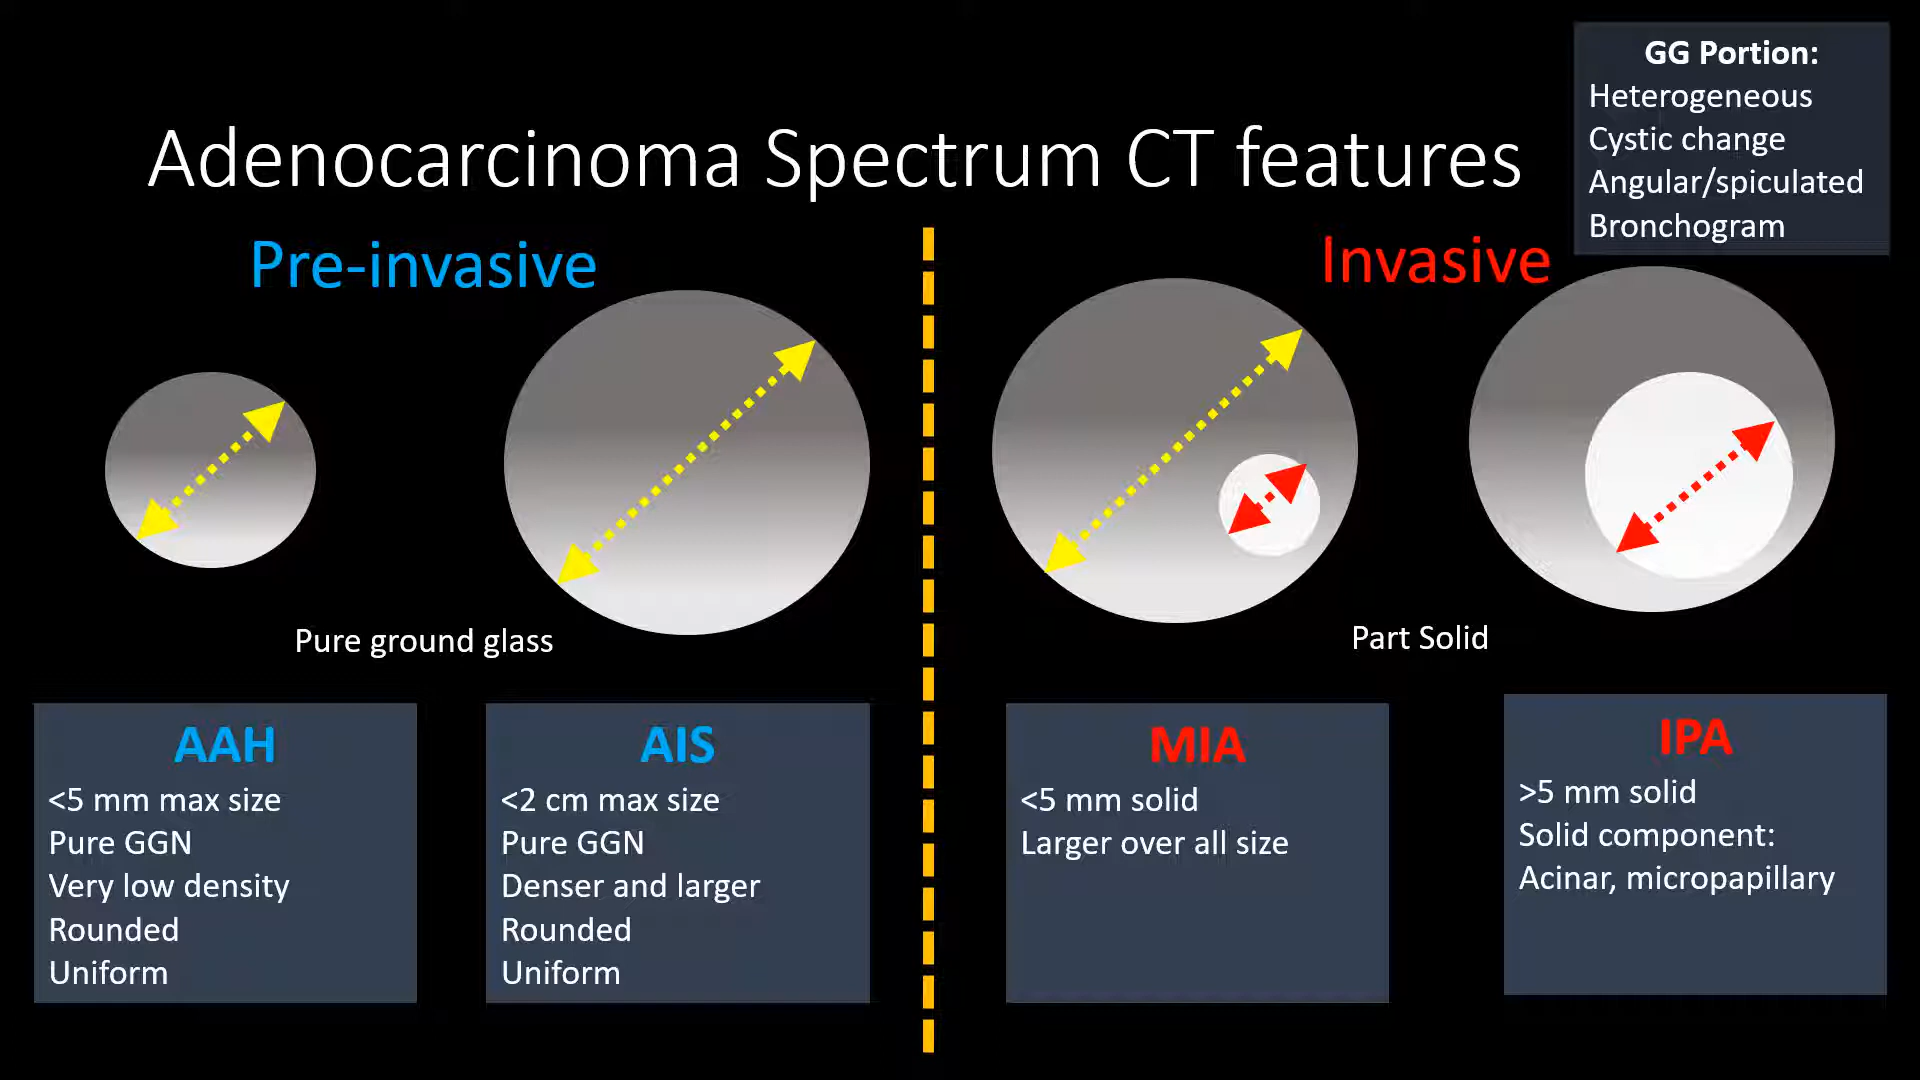 GG Portion:
Heterogeneous
Cystic change
Angular/spiculated
Bronchogram
Adenocarcinoma Spectrum CT features
Pre-invasive
Invasive
Pure ground glass
Part Solid
AAH
<5 mm max size
Pure GGN
Very low density
Rounded
Uniform
AIS
<2 cm max size
Pure GGN
Denser and larger
Rounded
Uniform
MIA
<5 mm solid
Larger over all size
IPA
>5 mm solid
Solid component:
Acinar, micropapillary